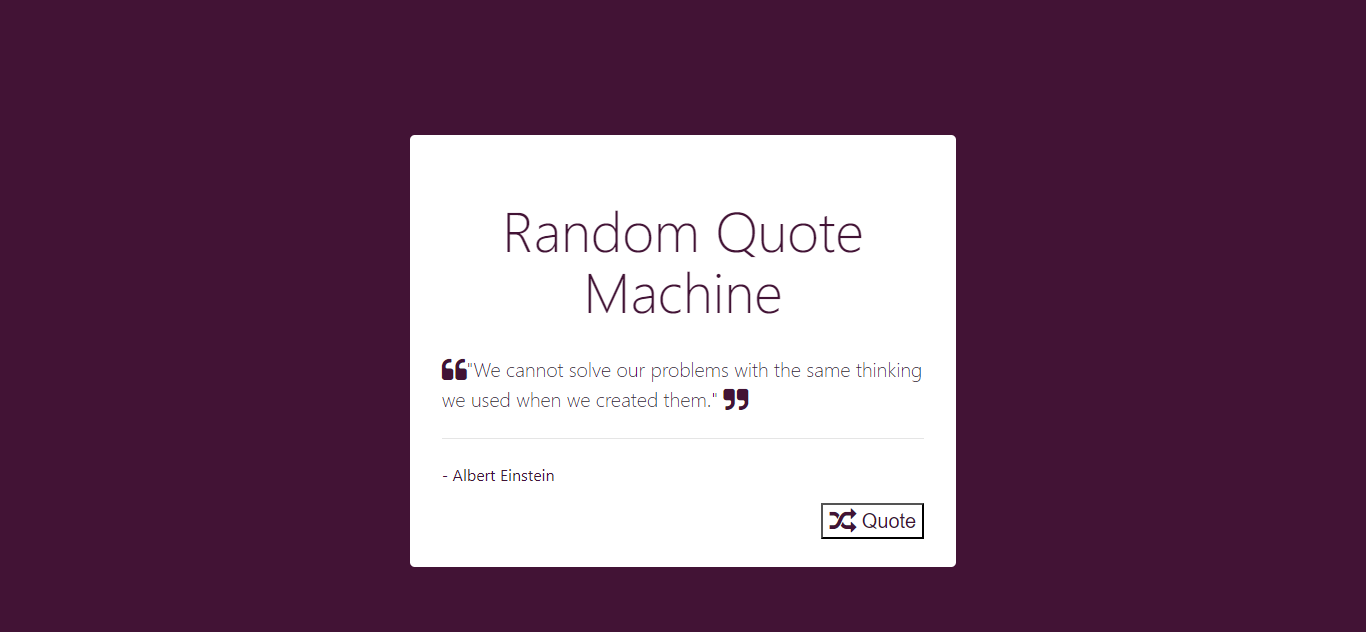 Random Quote
Machine
"We cannot solve our problems with the same thinking
we used when we created them."
- Albert Einstein
Quote